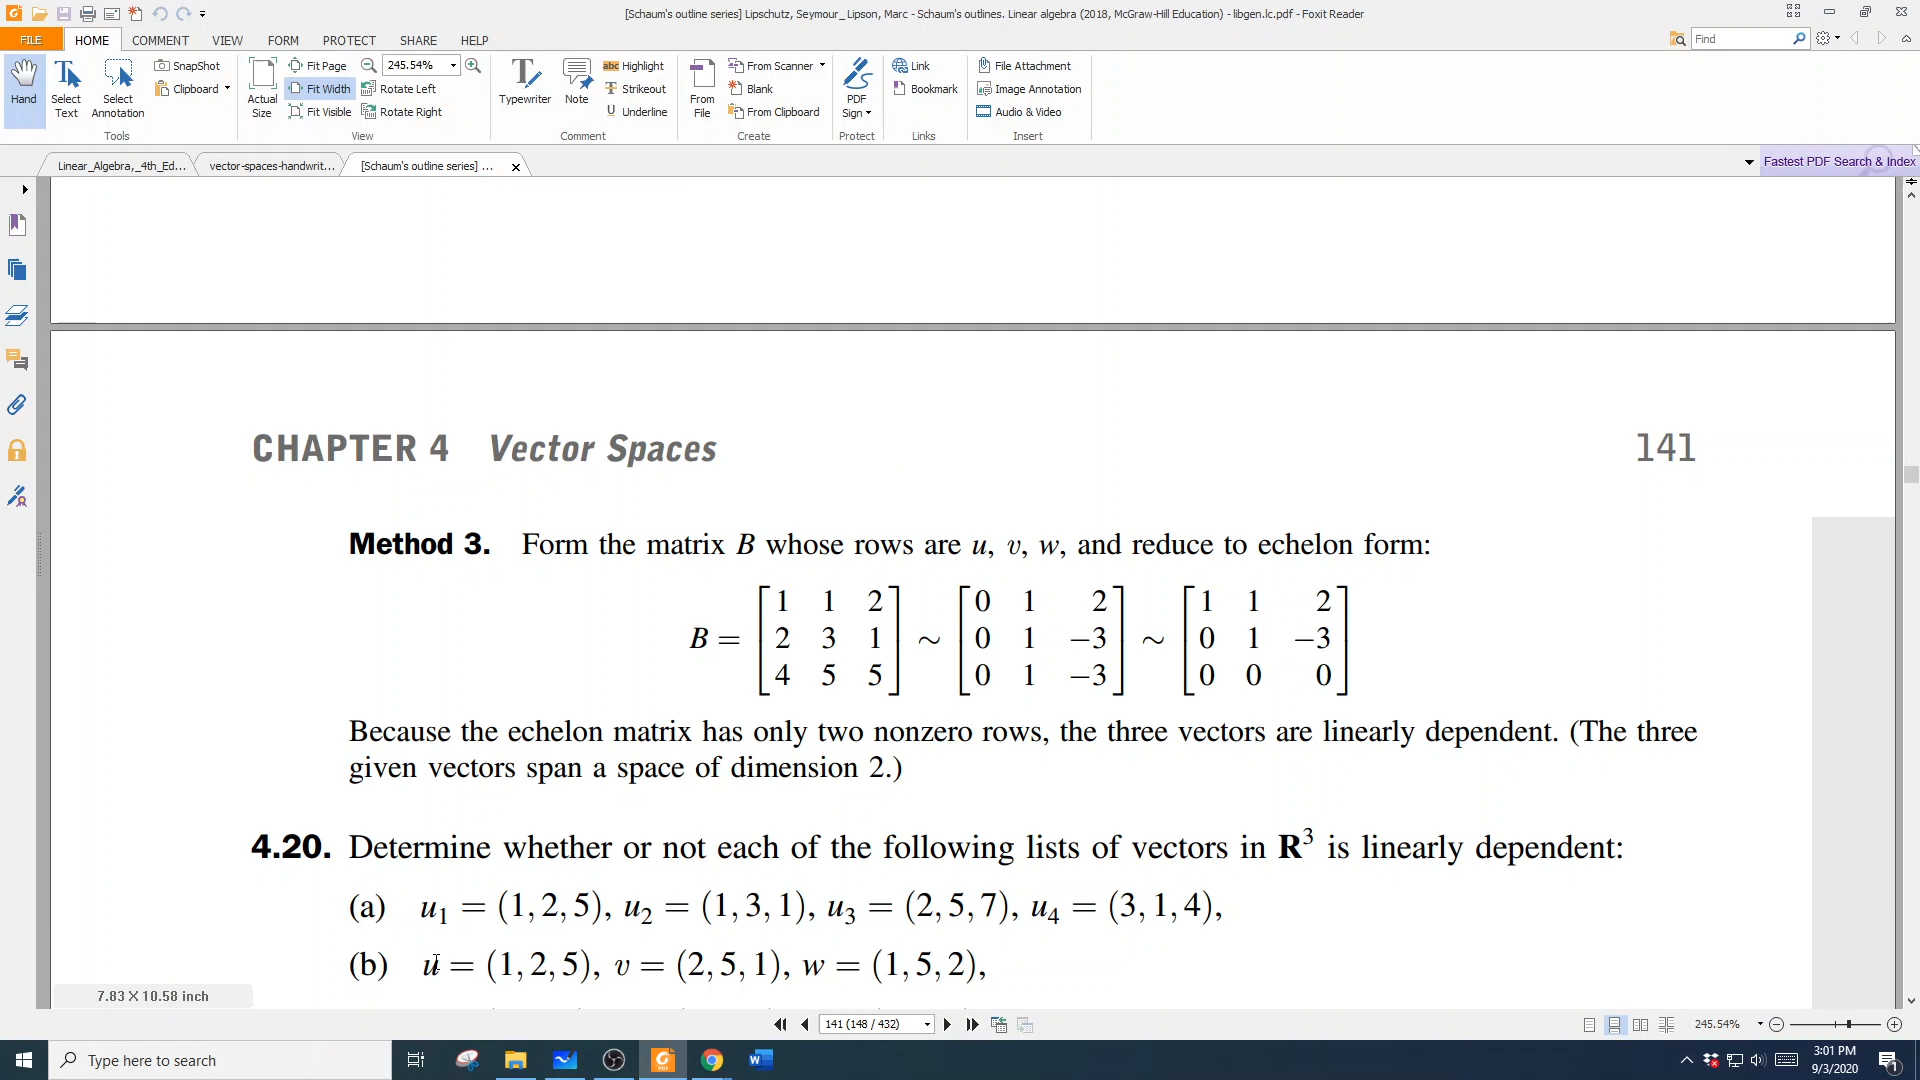 [Schaum's outline series] Lipschutz, Seymour_ Lipson, Marc - Schaum's outlines. Linear algebra (2018, McGraw-Hill Education) - libgen.lc.pdf - Foxit Reader
FILE HOME COMMENT VIEW FORM PROTECT SHARE HELP
Find
Hand
Select Text
Select Annotation
SnapShot
Clipboard
Tools
Actual Size
Fit Page
Fit Width
Fit Visible
245.54%
Rotate Left
Rotate Right
View
Typewriter
Note
Highlight
Strikeout
Underline
Comment
From File
From Scanner
Blank
From Clipboard
Create
PDF Sign
Protect
Link
Bookmark
Links
File Attachment
Image Annotation
Audio & Video
Insert
Linear_Algebra,_4th_Ed...
vector-spaces-handwrit...
[Schaum's outline series] ...
Fastest PDF Search & Index
CHAPTER 4 Vector Spaces 141
Method 3. Form the matrix B whose rows are u, v, w, and reduce to echelon form:
1 1 2 0 1 2 1 1 2
B = 2 3 1 ~ 0 1 −3 ~ 0 1 −3
4 5 5 0 1 −3 0 0 0
Because the echelon matrix has only two nonzero rows, the three vectors are linearly dependent. (The three
given vectors span a space of dimension 2.)
4.20. Determine whether or not each of the following lists of vectors in R³ is linearly dependent:
(a) u₁ = (1, 2, 5), u₂ = (1, 3, 1), u₃ = (2, 5, 7), u₄ = (3, 1, 4),
(b) u = (1, 2, 5), v = (2, 5, 1), w = (1, 5, 2),
7.83 X 10.58 inch
141 (148 / 432)
245.54%
Type here to search
3:01 PM
9/3/2020